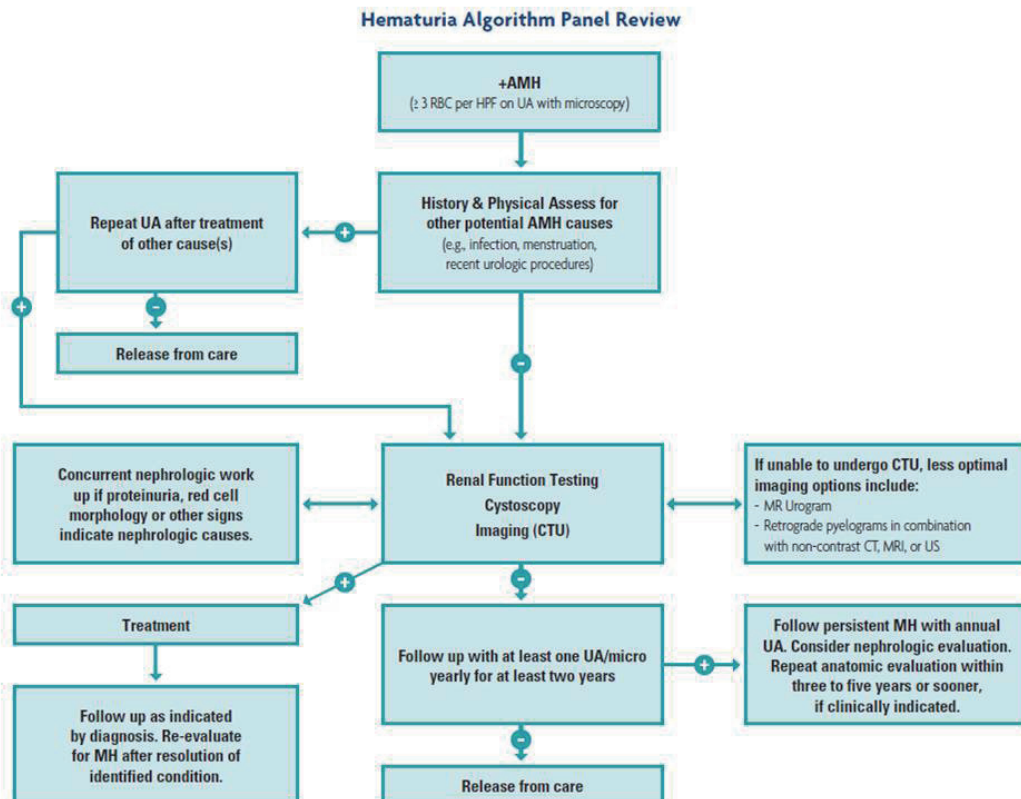 Hematuria Algorithm Panel Review
+AMH
(≥ 3 RBC per HPF on UA with microscopy)
History & Physical Assess for
other potential AMH causes
(e.g., infection, menstruation,
recent urologic procedures)
+
Repeat UA after treatment
of other cause(s)
+
-
Release from care
-
Concurrent nephrologic work
up if proteinuria, red cell
morphology or other signs
indicate nephrologic causes.
Renal Function Testing
Cystoscopy
Imaging (CTU)
If unable to undergo CTU, less optimal
imaging options include:
- MR Urogram
- Retrograde pyelograms in combination
with non-contrast CT, MRI, or US
+
-
Treatment
Follow up with at least one UA/micro
yearly for at least two years
+
Follow persistent MH with annual
UA. Consider nephrologic evaluation.
Repeat anatomic evaluation within
three to five years or sooner,
if clinically indicated.
Follow up as indicated
by diagnosis. Re-evaluate
for MH after resolution of
identified condition.
-
Release from care